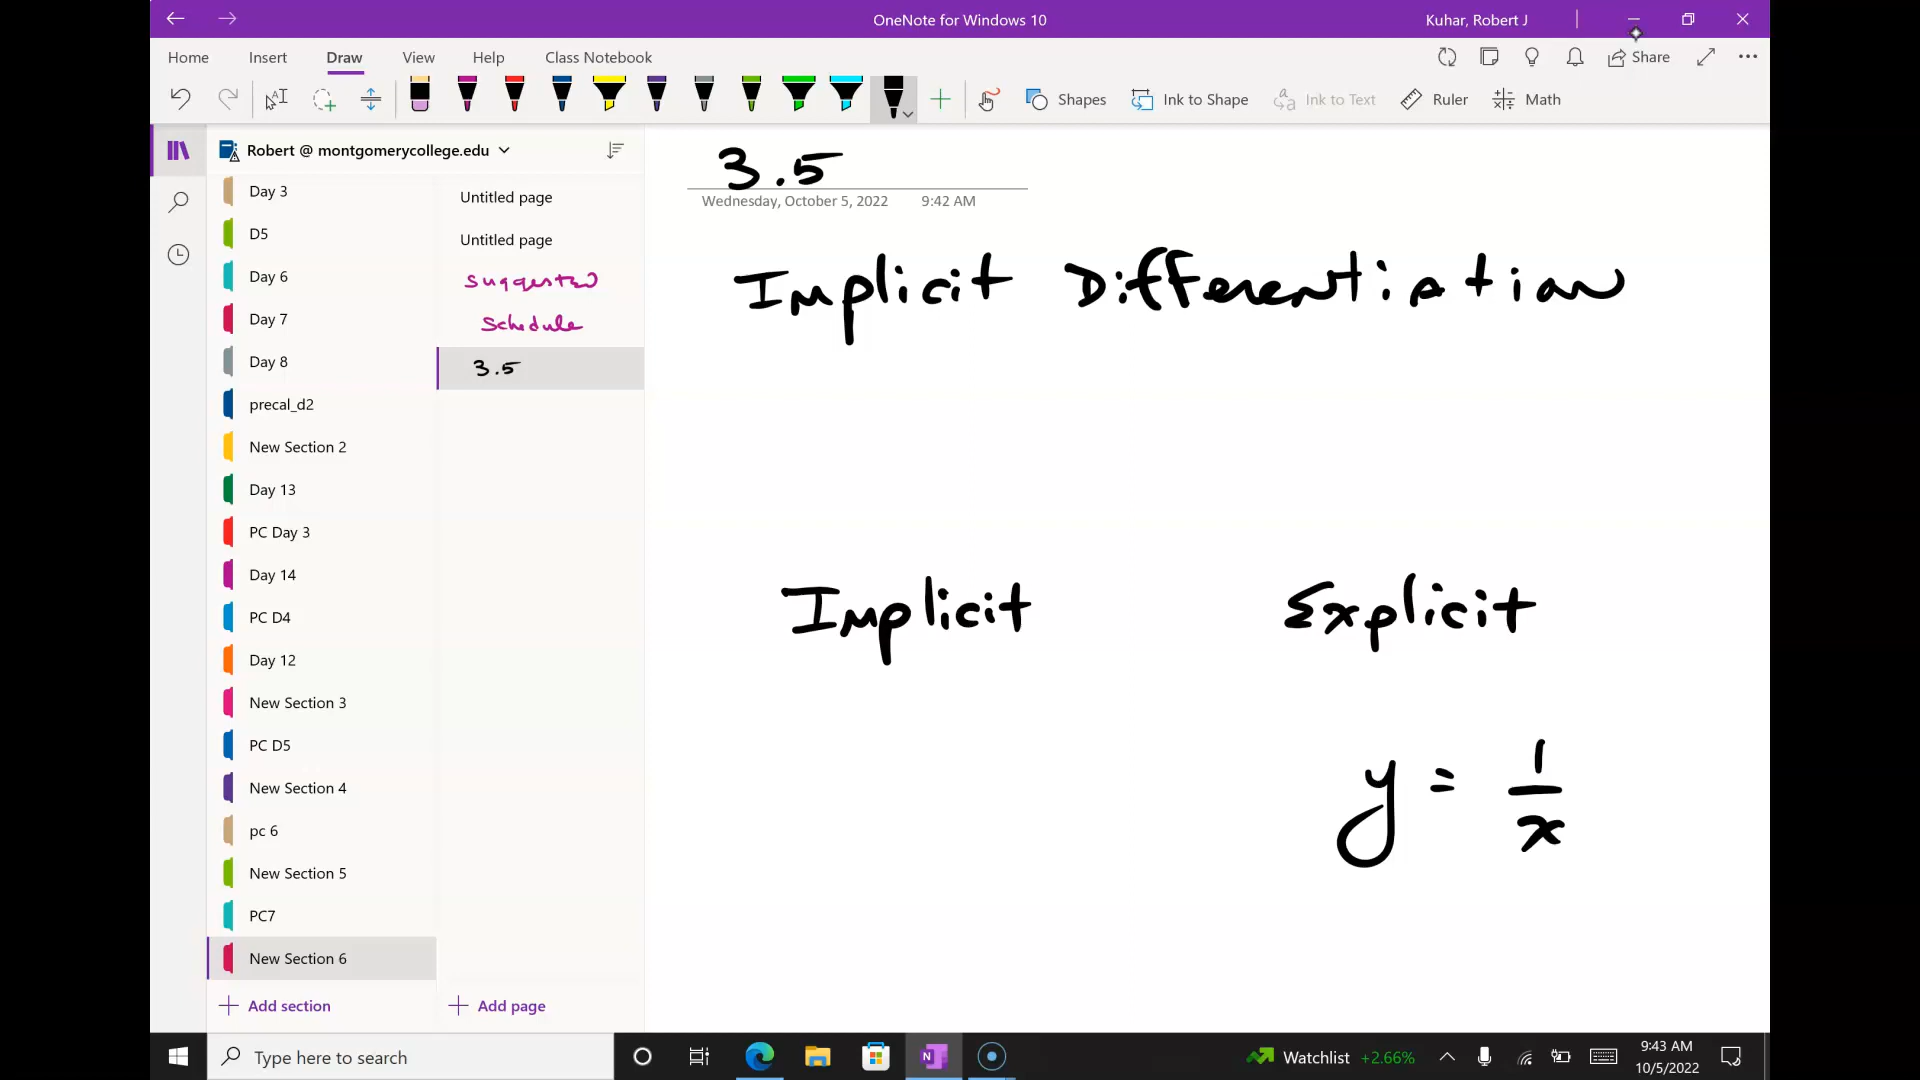 OneNote for Windows 10
Kuhar, Robert J
Home Insert Draw View Help Class Notebook
Share
Shapes Ink to Shape Ink to Text Ruler Math
Robert @ montgomerycollege.edu
Day 3
D5
Day 6
Day 7
Day 8
precal_d2
New Section 2
Day 13
PC Day 3
Day 14
PC D4
Day 12
New Section 3
PC D5
New Section 4
pc 6
New Section 5
PC7
New Section 6
Add section
Untitled page
Untitled page
suggested
schedule
3.5
Add page
3.5
Wednesday, October 5, 2022 9:42 AM
Implicit Differentiation
Implicit Explicit
y = 1/x
Type here to search
Watchlist +2.66%
9:43 AM
10/5/2022